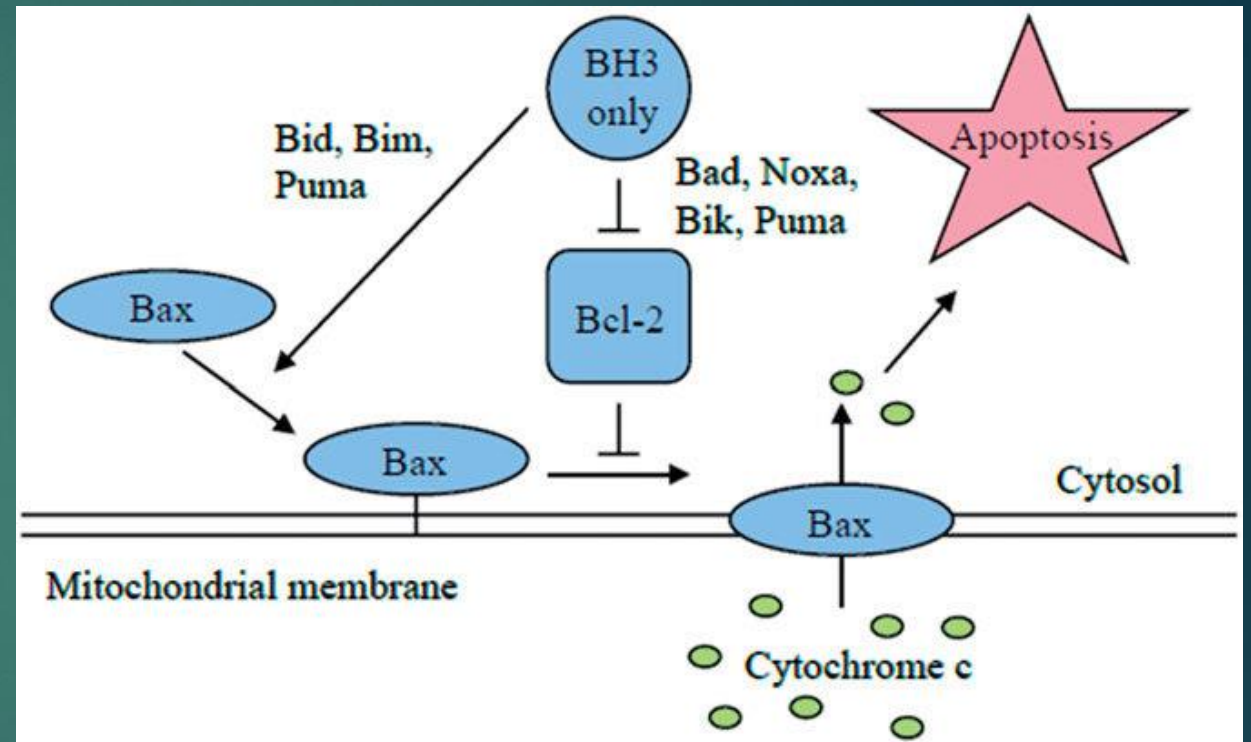 BH3
only
Bid, Bim,
Puma
Apoptosis
Bad, Noxa,
Bik, Puma
Bax
Bcl-2
Bax
Cytosol
Bax
Mitochondrial membrane
Cytochrome c